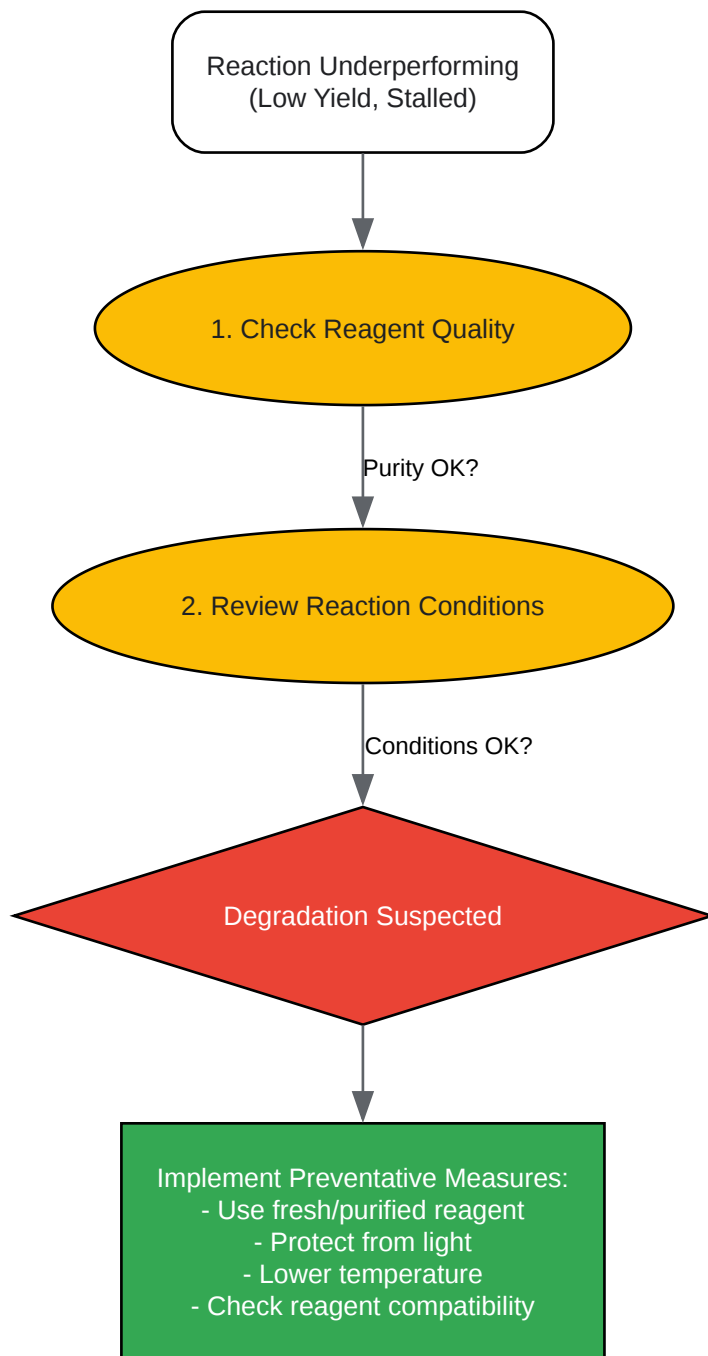 Reaction Underperforming
(Low Yield, Stalled)
1. Check Reagent Quality
Purity OK?
2. Review Reaction Conditions
Conditions OK?
Degradation Suspected
Implement Preventative Measures:
- Use fresh/purified reagent
- Protect from light
- Lower temperature
- Check reagent compatibility